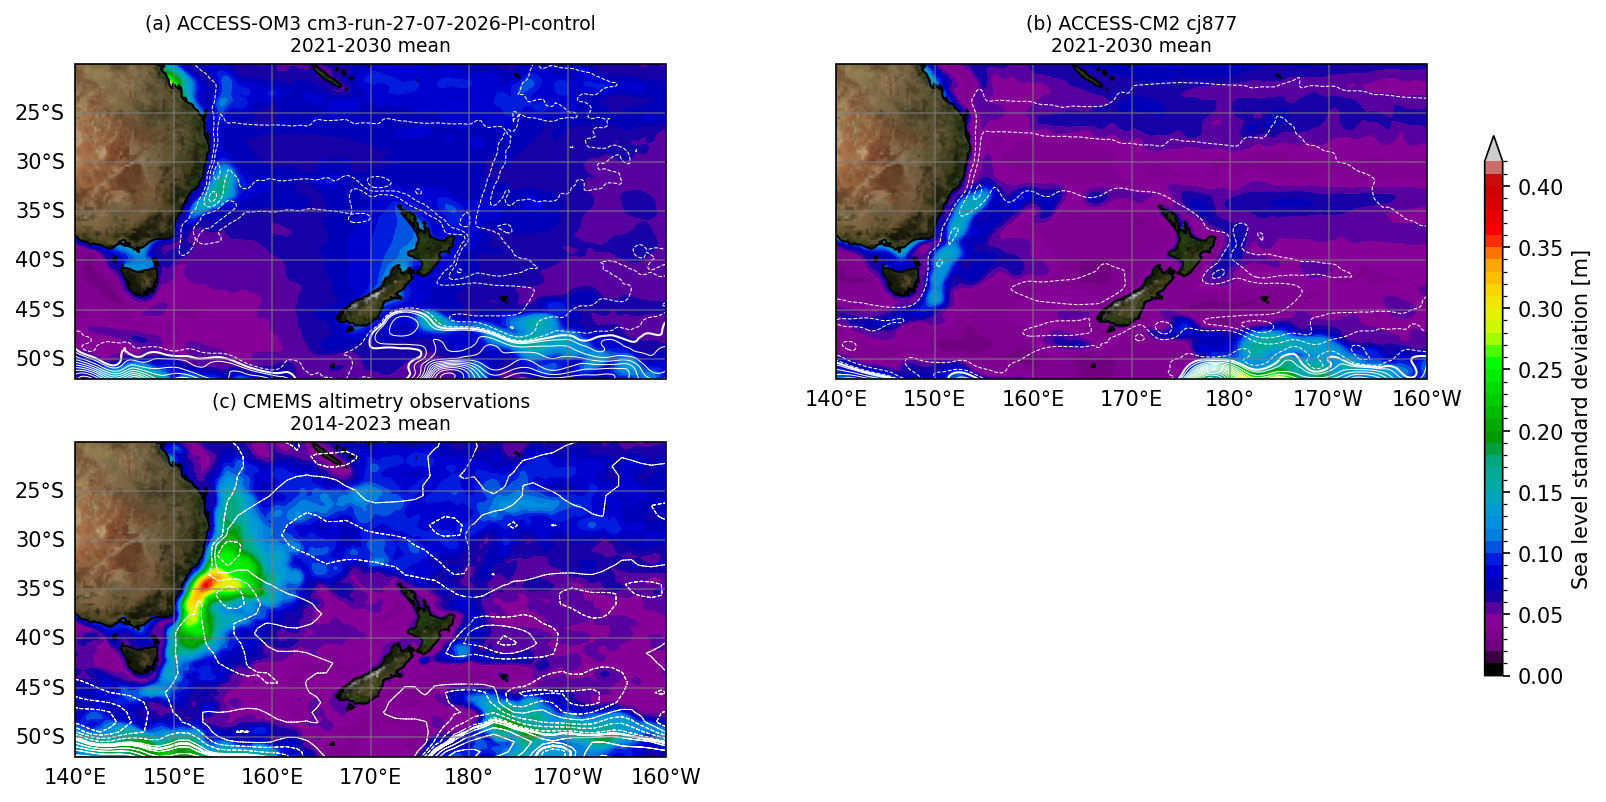 (a) ACCESS-OM3 cm3-run-27-07-2026-PI-control
2021-2030 mean
(b) ACCESS-CM2 cj877
2021-2030 mean
25°S
30°S
35°S
40°S
45°S
50°S
140°E 150°E 160°E 170°E 180° 170°W 160°W
(c) CMEMS altimetry observations
2014-2023 mean
25°S
30°S
35°S
40°S
45°S
50°S
140°E 150°E 160°E 170°E 180° 170°W 160°W
0.40
0.35
0.30
0.25
0.20
0.15
0.10
0.05
0.00
Sea level standard deviation [m]